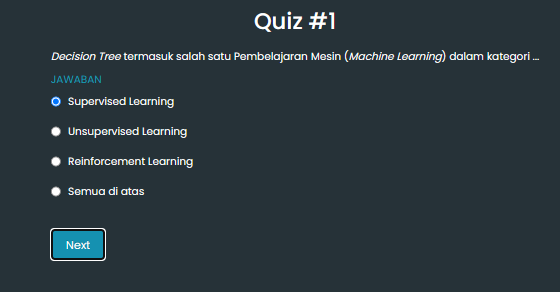 Quiz #1
Decision Tree termasuk salah satu Pembelajaran Mesin (Machine Learning) dalam kategori ...
JAWABAN
Supervised Learning
Unsupervised Learning
Reinforcement Learning
Semua di atas
Next